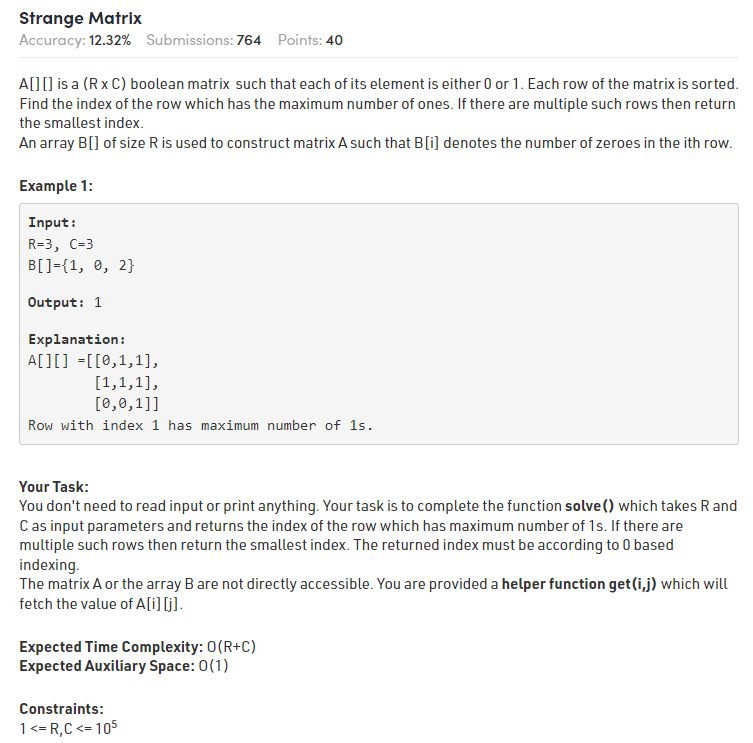 Strange Matrix
Accuracy: 12.32% Submissions: 764 Points: 40
A[][] is a (R x C) boolean matrix such that each of its element is either 0 or 1. Each row of the matrix is sorted.
Find the index of the row which has the maximum number of ones. If there are multiple such rows then return
the smallest index.
An array B[] of size R is used to construct matrix A such that B[i] denotes the number of zeroes in the ith row.
Example 1:
Input:
R=3, C=3
B[]={1, 0, 2}
Output: 1
Explanation:
A[][] =[[0,1,1],
[1,1,1],
[0,0,1]]
Row with index 1 has maximum number of 1s.
Your Task:
You don't need to read input or print anything. Your task is to complete the function solve() which takes R and
C as input parameters and returns the index of the row which has maximum number of 1s. If there are
multiple such rows then return the smallest index. The returned index must be according to 0 based
indexing.
The matrix A or the array B are not directly accessible. You are provided a helper function get(i,j) which will
fetch the value of A[i][j].
Expected Time Complexity: O(R+C)
Expected Auxiliary Space: O(1)
Constraints:
1 <= R,C <= 10⁵